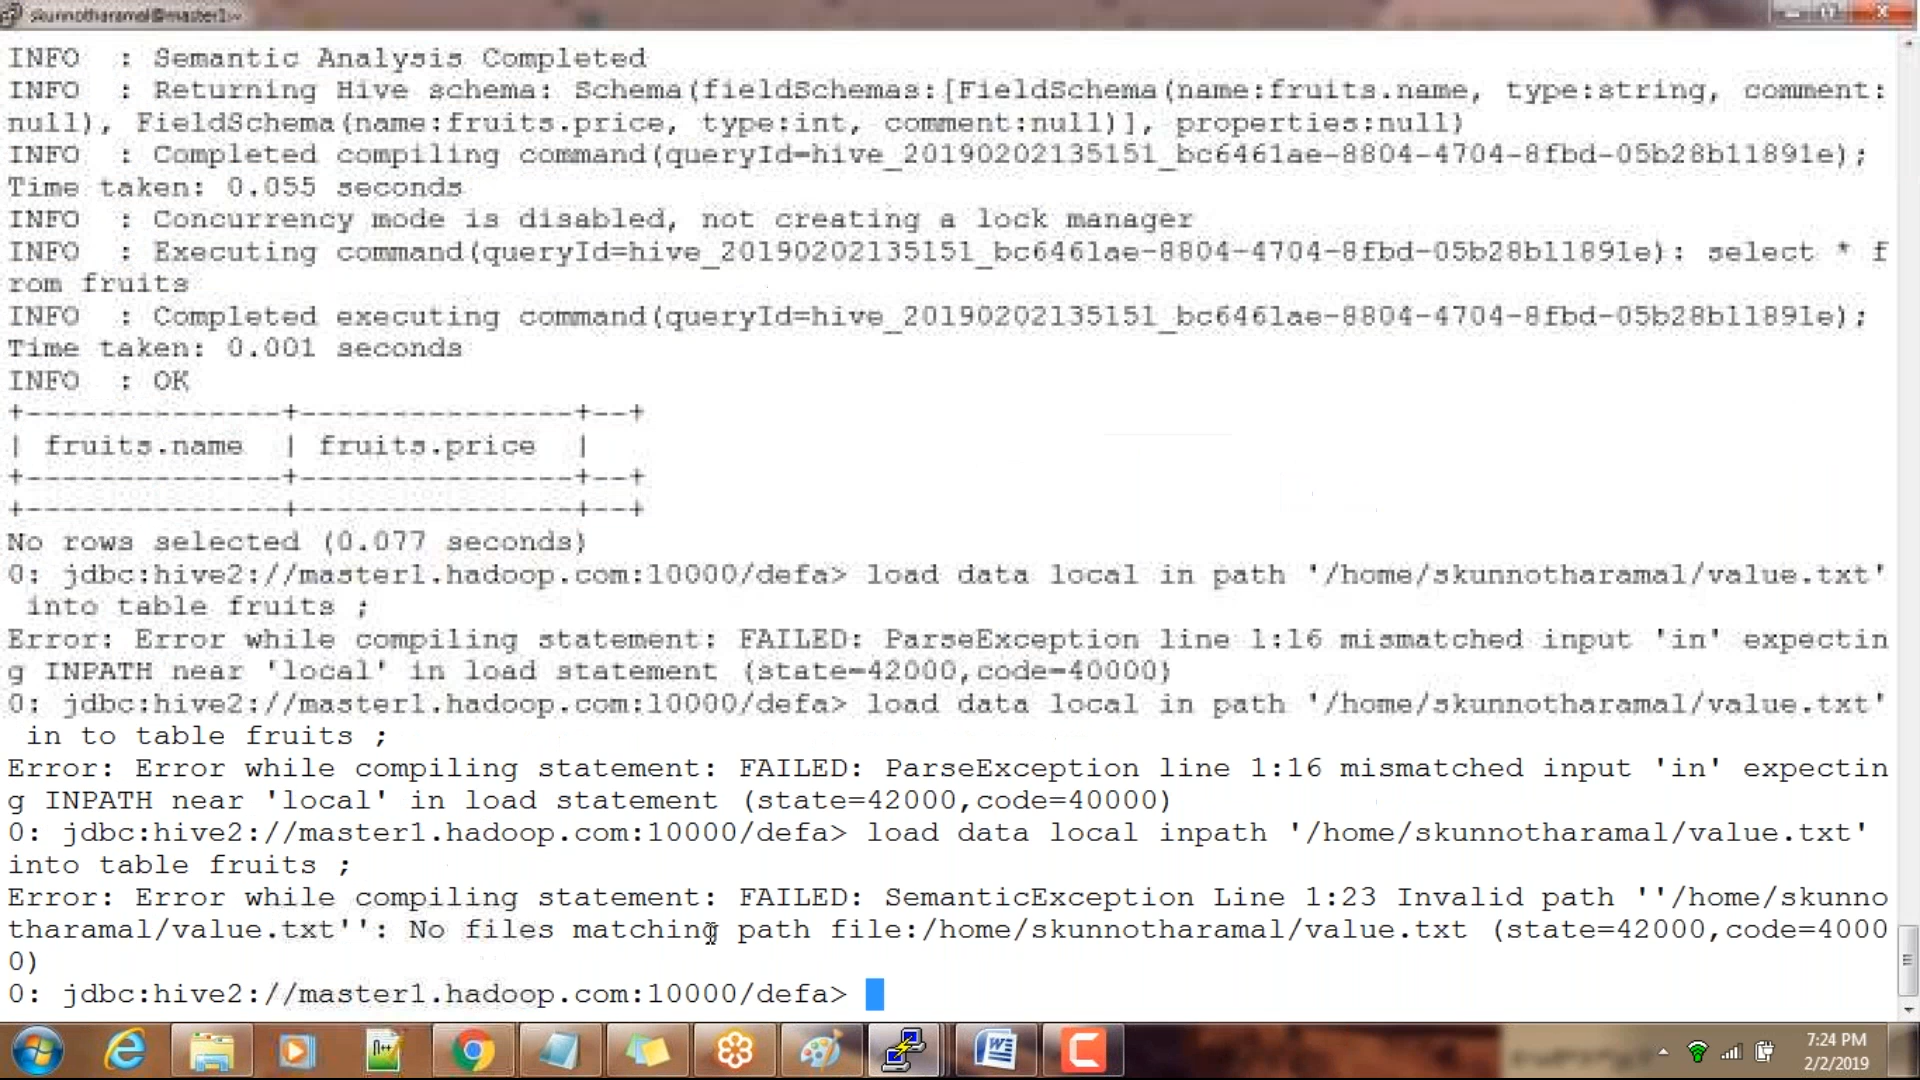 skunnotharamal@master1:~
INFO  : Semantic Analysis Completed
INFO  : Returning Hive schema: Schema(fieldSchemas:[FieldSchema(name:fruits.name, type:string, comment:
null), FieldSchema(name:fruits.price, type:int, comment:null)], properties:null)
INFO  : Completed compiling command(queryId=hive_20190202135151_bc6461ae-8804-4704-8fbd-05b28b11891e);
Time taken: 0.055 seconds
INFO  : Concurrency mode is disabled, not creating a lock manager
INFO  : Executing command(queryId=hive_20190202135151_bc6461ae-8804-4704-8fbd-05b28b11891e): select * f
rom fruits
INFO  : Completed executing command(queryId=hive_20190202135151_bc6461ae-8804-4704-8fbd-05b28b11891e);
Time taken: 0.001 seconds
INFO  : OK
+--------------+---------------+--+
| fruits.name  | fruits.price  |
+--------------+---------------+--+
+--------------+---------------+--+
No rows selected (0.077 seconds)
0: jdbc:hive2://master1.hadoop.com:10000/defa> load data local in path '/home/skunnotharamal/value.txt'
 into table fruits ;
Error: Error while compiling statement: FAILED: ParseException line 1:16 mismatched input 'in' expectin
g INPATH near 'local' in load statement (state=42000,code=40000)
0: jdbc:hive2://master1.hadoop.com:10000/defa> load data local in path '/home/skunnotharamal/value.txt'
 in to table fruits ;
Error: Error while compiling statement: FAILED: ParseException line 1:16 mismatched input 'in' expectin
g INPATH near 'local' in load statement (state=42000,code=40000)
0: jdbc:hive2://master1.hadoop.com:10000/defa> load data local inpath '/home/skunnotharamal/value.txt'
into table fruits ;
Error: Error while compiling statement: FAILED: SemanticException Line 1:23 Invalid path ''/home/skunno
tharamal/value.txt'': No files matching path file:/home/skunnotharamal/value.txt (state=42000,code=4000
0)
0: jdbc:hive2://master1.hadoop.com:10000/defa>
7:24 PM
2/2/2019